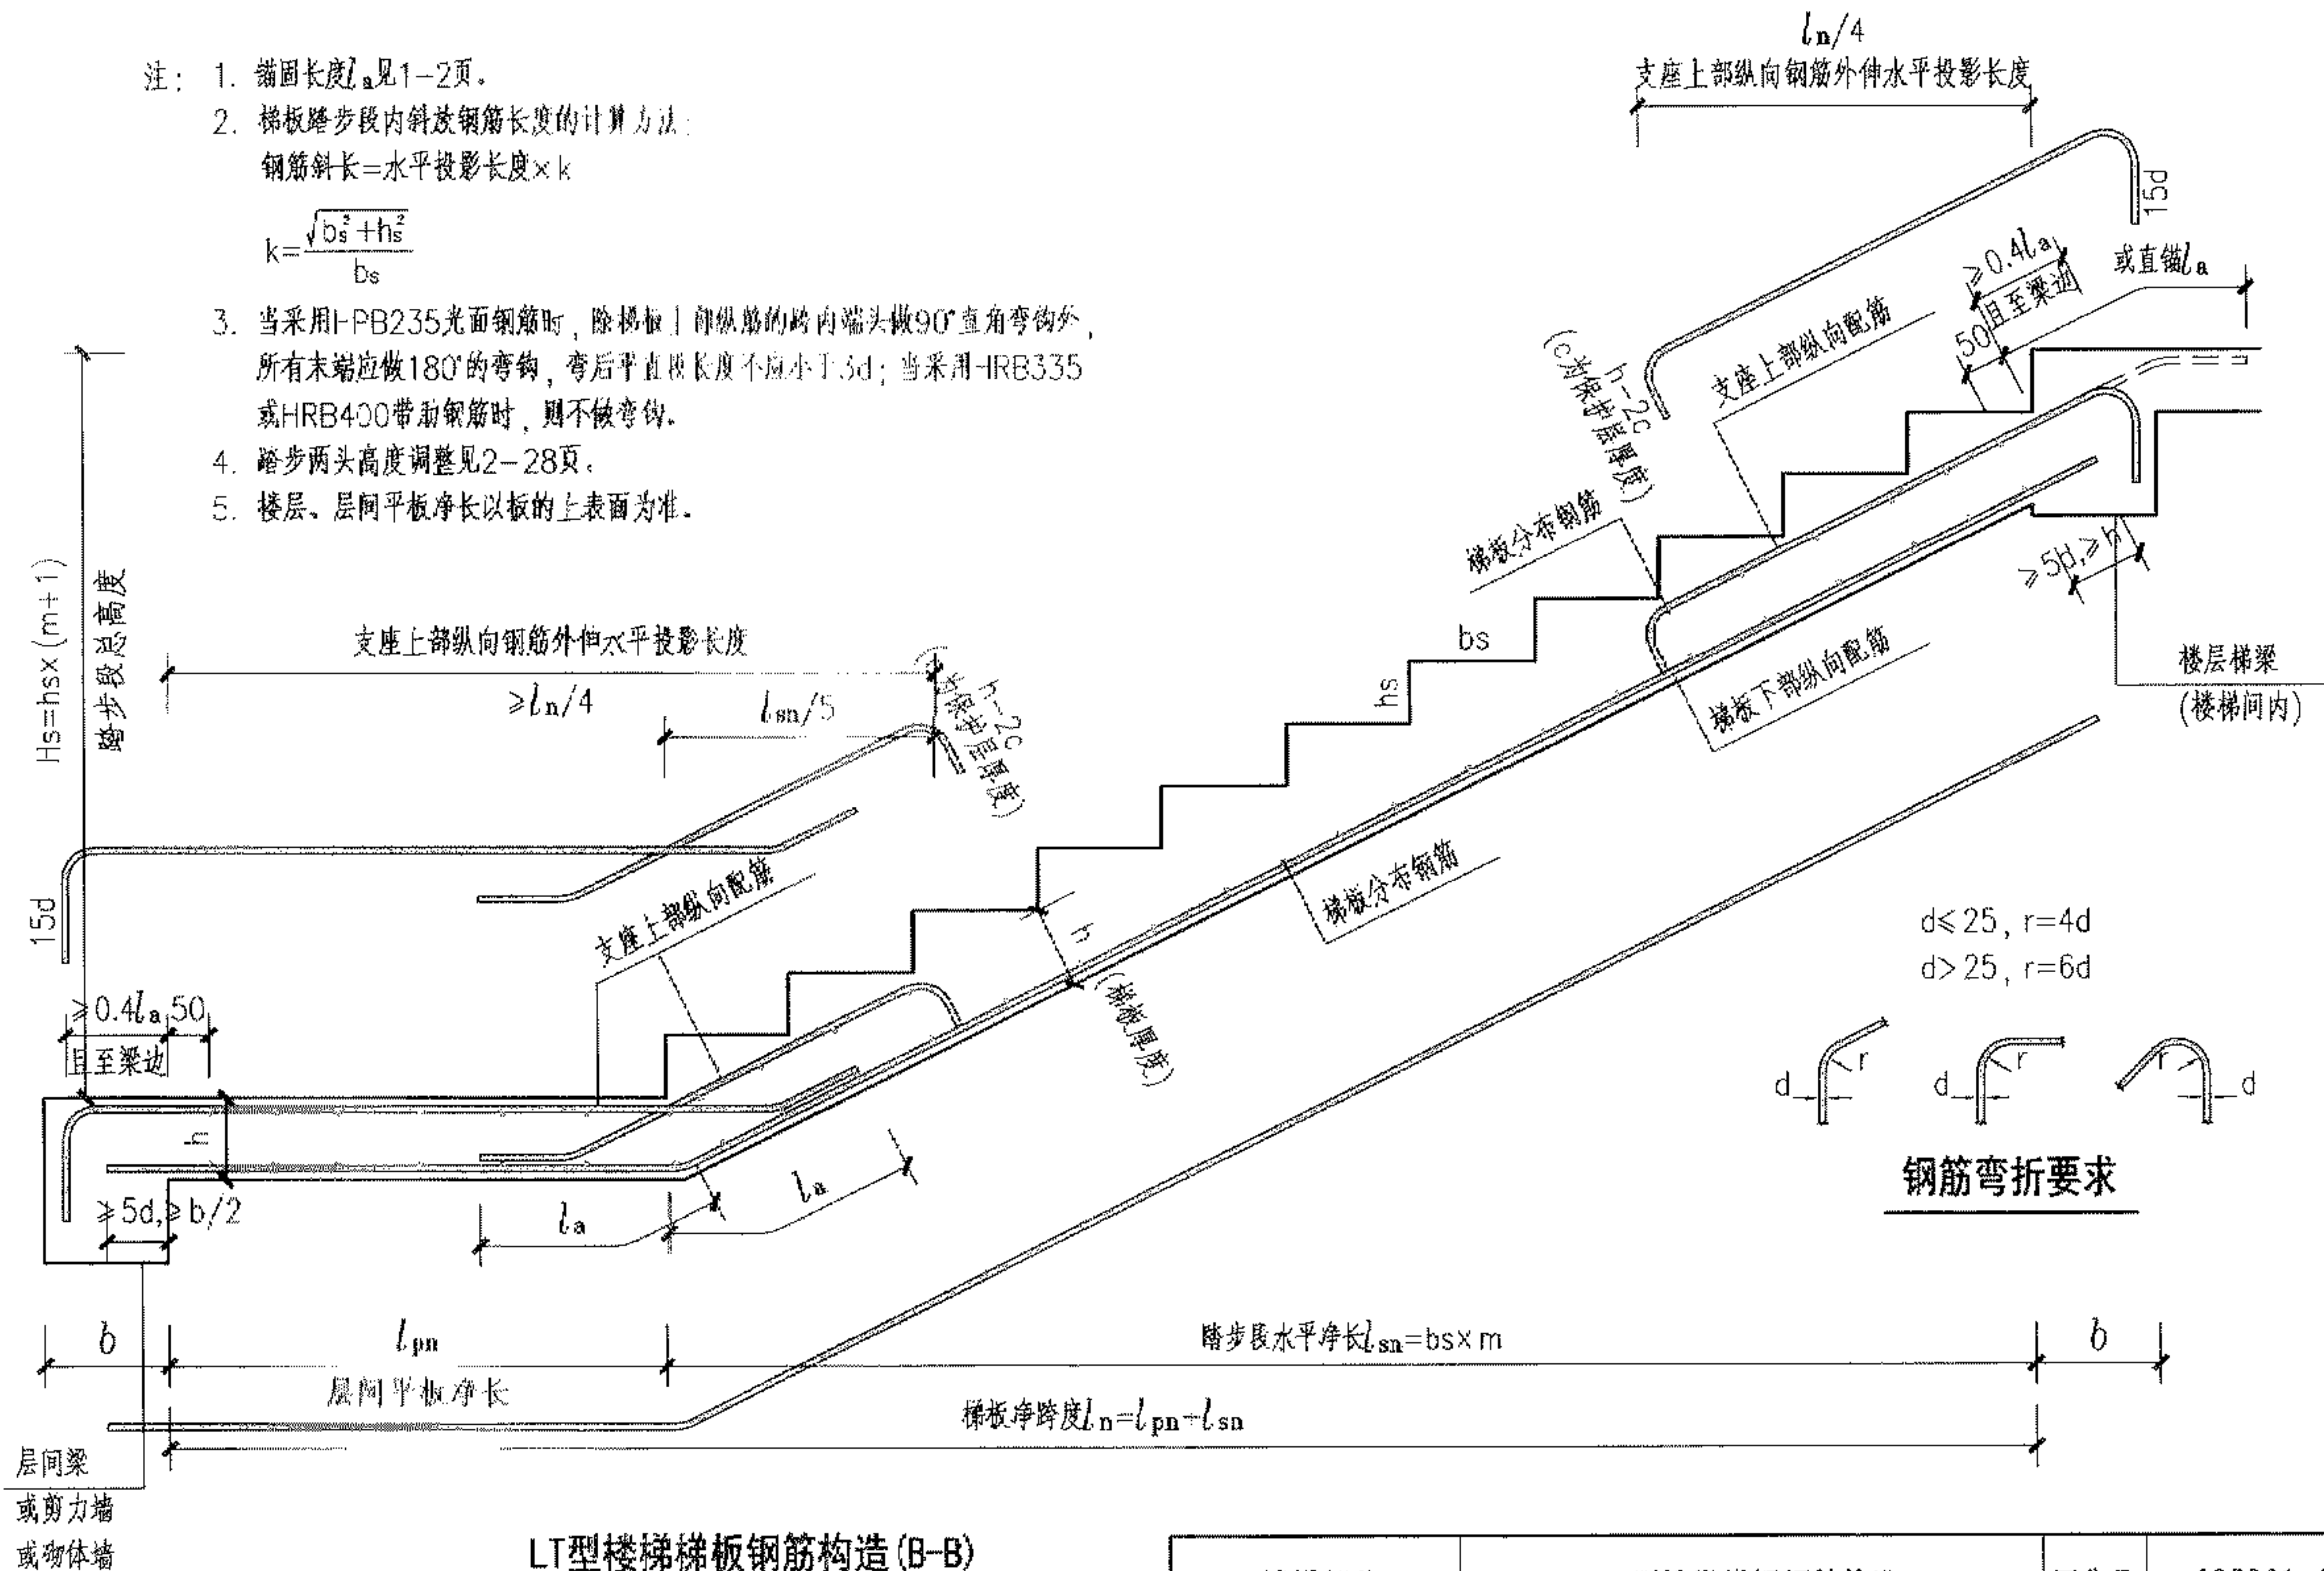 注: 1. 锚固长度la见1-2页。
2. 梯板踏步段内斜放钢筋长度的计算方法:
钢筋斜长=水平投影长度×k
k=√(bs²+hs²)/bs
3. 当采用HPB235光面钢筋时, 除梯板上部纵筋的跨内端头做90°直角弯钩外,
所有末端应做180°的弯钩, 弯后平直段长度不应小于3d; 当采用HRB335
或HRB400带肋钢筋时, 则不做弯钩。
4. 踏步两头高度调整见2-28页。
5. 楼层、层间平板净长以板的上表面为准。
ln/4
支座上部纵向钢筋外伸水平投影长度
15d
≥0.4la
且至梁边
或直锚la
50
支座上部纵向配筋
h-2c
(c为保护层厚度)
梯板分布钢筋
≥5d,≥h
楼层梯梁
(楼梯间内)
梯板下部纵向配筋
bs
hs
Hs=hs×(m+1)
踏步段总高度
支座上部纵向钢筋外伸水平投影长度
≥ln/4
lsn/5
h-2c
为保护层厚度)
15d
支座上部纵向配筋
梯板分布钢筋
h
(梯板厚度)
d≤25, r=4d
d>25, r=6d
d r
d r
r d
钢筋弯折要求
≥0.4la 50
且至梁边
h
≥5d,≥b/2
la
la
b
lpn
层间平板净长
踏步段水平净长lsn=bs×m
b
梯板净跨度ln=lpn+lsn
层间梁
或剪力墙
或砌体墙
LT型楼梯梯板钢筋构造(B-B)